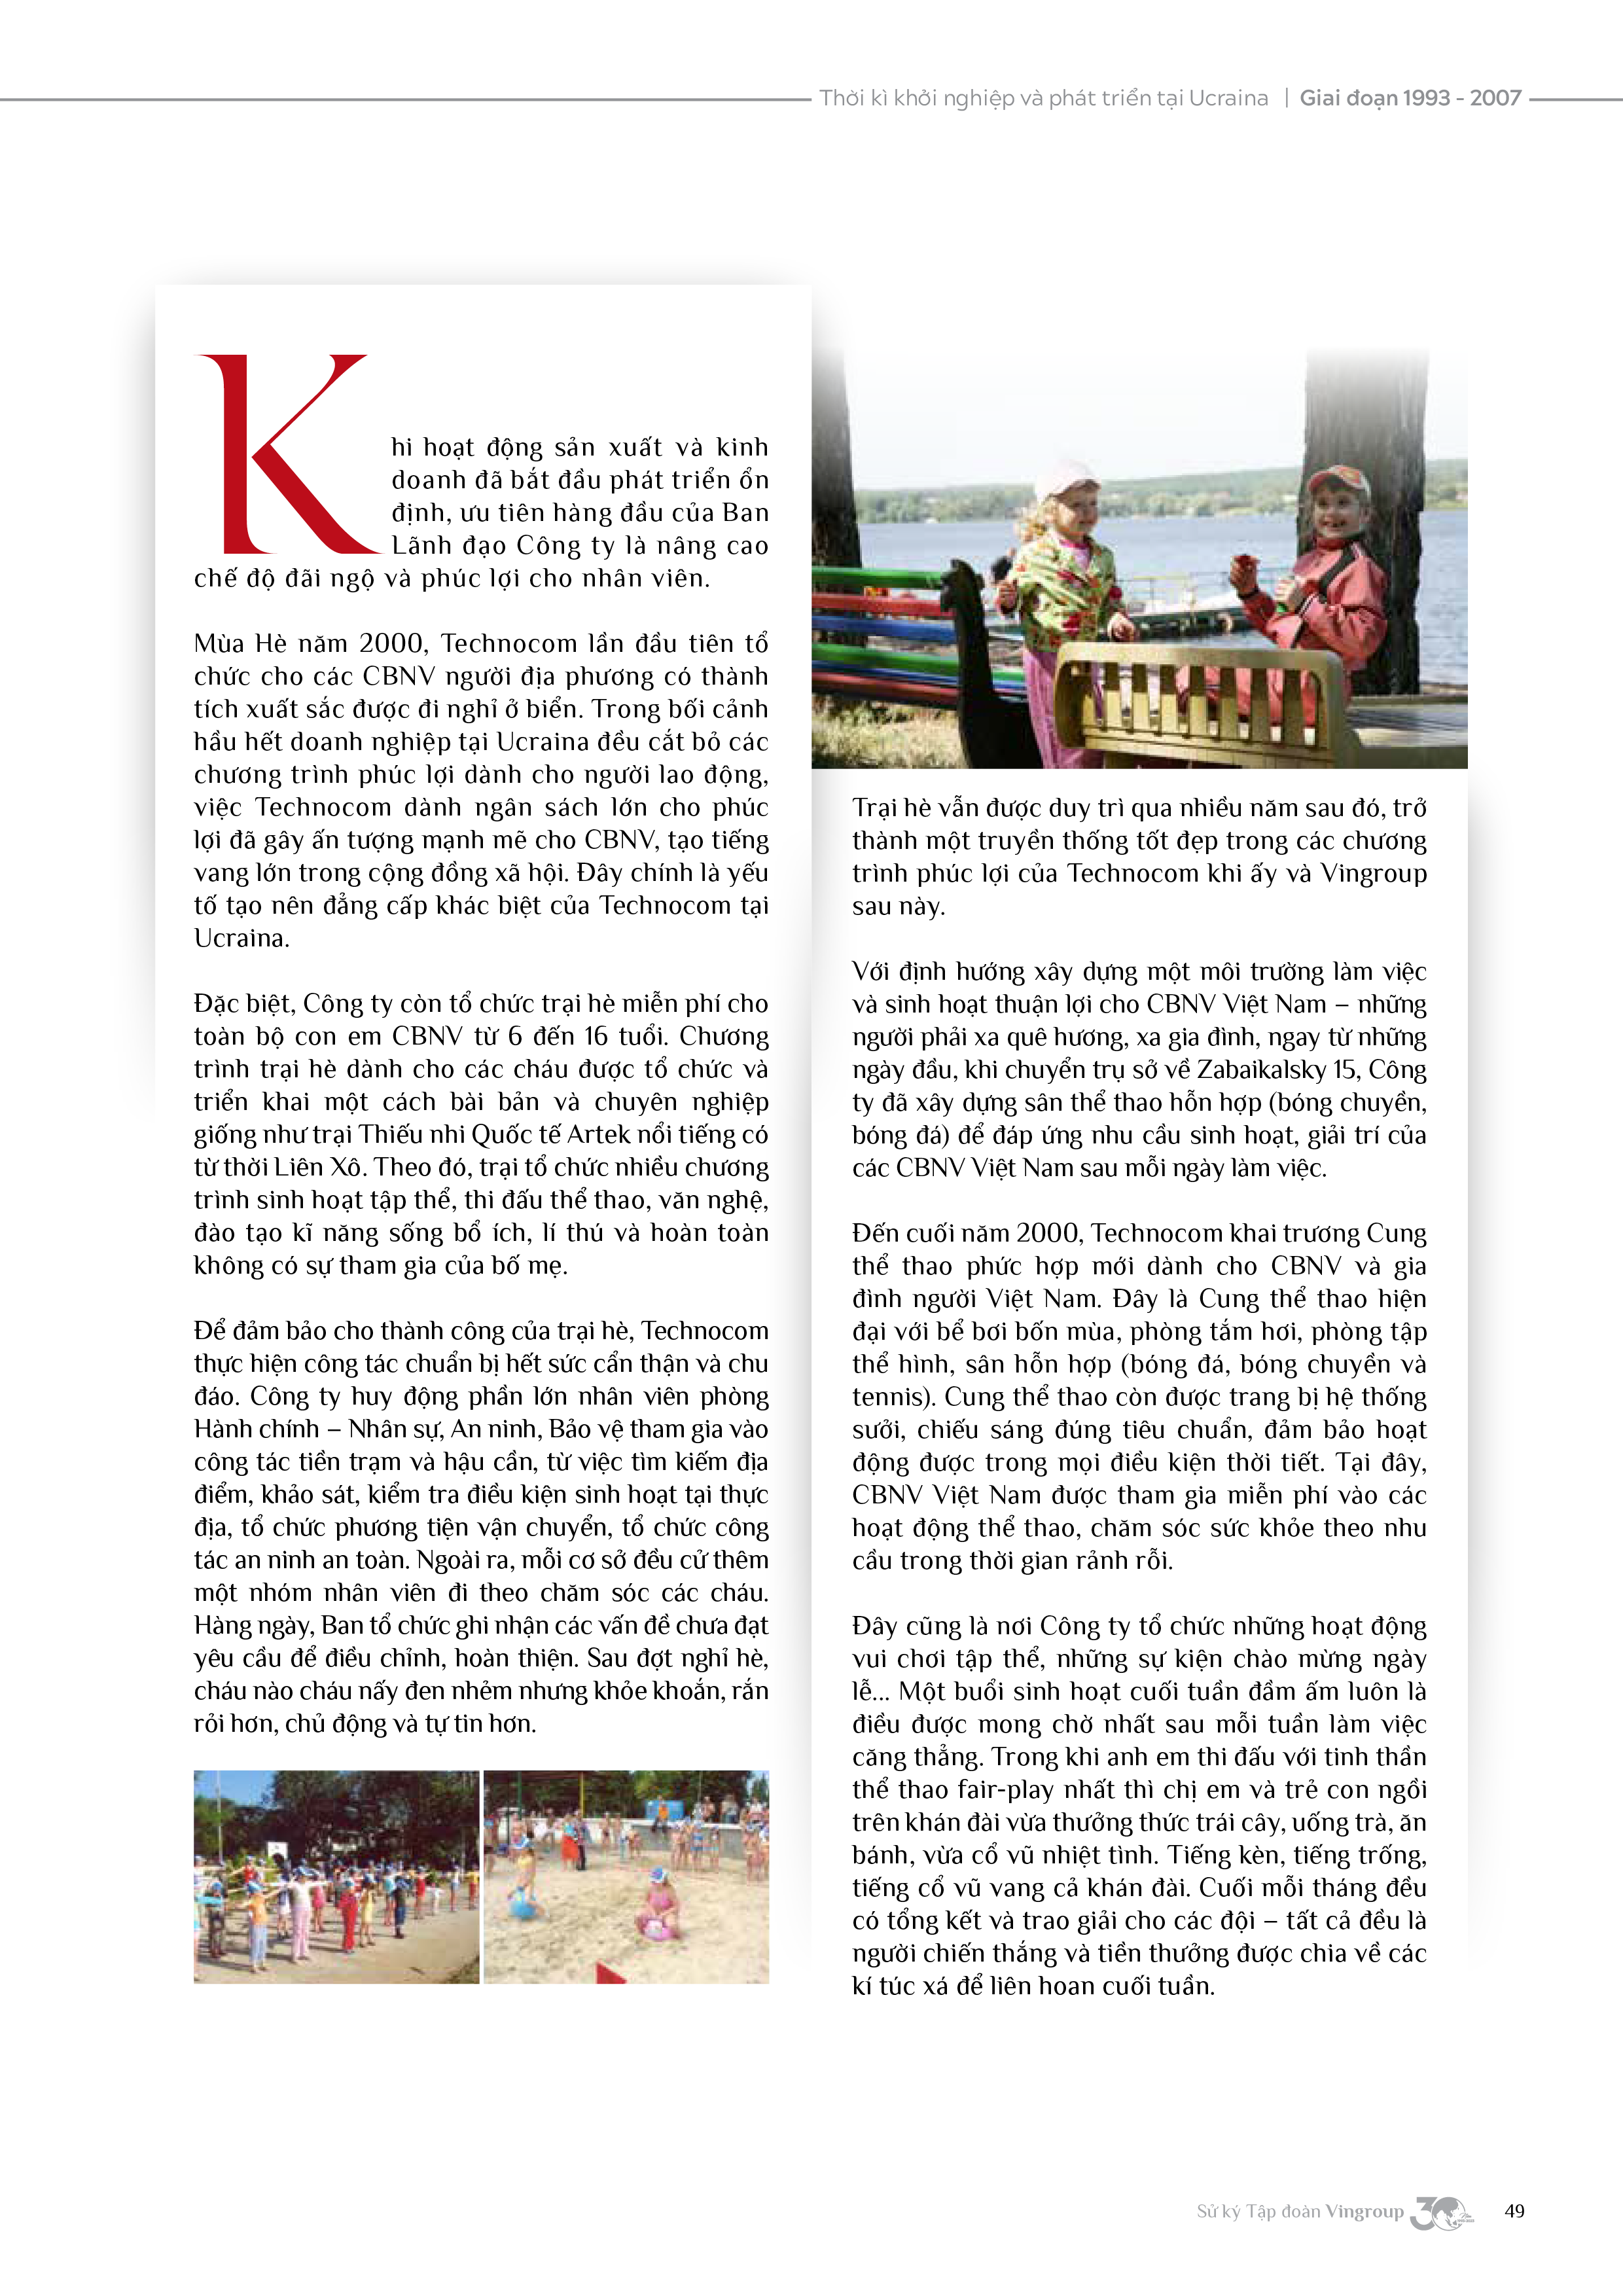 Thời kì khởi nghiệp và phát triển tại Ucraina | Giai đoạn 1993 - 2007
Khi hoạt động sản xuất và kinh
doanh đã bắt đầu phát triển ổn
định, ưu tiên hàng đầu của Ban
Lãnh đạo Công ty là nâng cao
chế độ đãi ngộ và phúc lợi cho nhân viên.
Mùa Hè năm 2000, Technocom lần đầu tiên tổ
chức cho các CBNV người địa phương có thành
tích xuất sắc được đi nghỉ ở biển. Trong bối cảnh
hầu hết doanh nghiệp tại Ucraina đều cắt bỏ các
chương trình phúc lợi dành cho người lao động,
việc Technocom dành ngân sách lớn cho phúc
lợi đã gây ấn tượng mạnh mẽ cho CBNV, tạo tiếng
vang lớn trong cộng đồng xã hội. Đây chính là yếu
tố tạo nên đẳng cấp khác biệt của Technocom tại
Ucraina.
Đặc biệt, Công ty còn tổ chức trại hè miễn phí cho
toàn bộ con em CBNV từ 6 đến 16 tuổi. Chương
trình trại hè dành cho các cháu được tổ chức và
triển khai một cách bài bản và chuyên nghiệp
giống như trại Thiếu nhi Quốc tế Artek nổi tiếng có
từ thời Liên Xô. Theo đó, trại tổ chức nhiều chương
trình sinh hoạt tập thể, thi đấu thể thao, văn nghệ,
đào tạo kĩ năng sống bổ ích, lí thú và hoàn toàn
không có sự tham gia của bố mẹ.
Để đảm bảo cho thành công của trại hè, Technocom
thực hiện công tác chuẩn bị hết sức cẩn thận và chu
đáo. Công ty huy động phần lớn nhân viên phòng
Hành chính – Nhân sự, An ninh, Bảo vệ tham gia vào
công tác tiền trạm và hậu cần, từ việc tìm kiếm địa
điểm, khảo sát, kiểm tra điều kiện sinh hoạt tại thực
địa, tổ chức phương tiện vận chuyển, tổ chức công
tác an ninh an toàn. Ngoài ra, mỗi cơ sở đều cử thêm
một nhóm nhân viên đi theo chăm sóc các cháu.
Hàng ngày, Ban tổ chức ghi nhận các vấn đề chưa đạt
yêu cầu để điều chỉnh, hoàn thiện. Sau đợt nghỉ hè,
cháu nào cháu nấy đen nhẻm nhưng khỏe khoắn, rắn
rỏi hơn, chủ động và tự tin hơn.
Trại hè vẫn được duy trì qua nhiều năm sau đó, trở
thành một truyền thống tốt đẹp trong các chương
trình phúc lợi của Technocom khi ấy và Vingroup
sau này.
Với định hướng xây dựng một môi trường làm việc
và sinh hoạt thuận lợi cho CBNV Việt Nam – những
người phải xa quê hương, xa gia đình, ngay từ những
ngày đầu, khi chuyển trụ sở về Zabaikalsky 15, Công
ty đã xây dựng sân thể thao hỗn hợp (bóng chuyền,
bóng đá) để đáp ứng nhu cầu sinh hoạt, giải trí của
các CBNV Việt Nam sau mỗi ngày làm việc.
Đến cuối năm 2000, Technocom khai trương Cung
thể thao phức hợp mới dành cho CBNV và gia
đình người Việt Nam. Đây là Cung thể thao hiện
đại với bể bơi bốn mùa, phòng tắm hơi, phòng tập
thể hình, sân hỗn hợp (bóng đá, bóng chuyền và
tennis). Cung thể thao còn được trang bị hệ thống
sưởi, chiếu sáng đúng tiêu chuẩn, đảm bảo hoạt
động được trong mọi điều kiện thời tiết. Tại đây,
CBNV Việt Nam được tham gia miễn phí vào các
hoạt động thể thao, chăm sóc sức khỏe theo nhu
cầu trong thời gian rảnh rỗi.
Đây cũng là nơi Công ty tổ chức những hoạt động
vui chơi tập thể, những sự kiện chào mừng ngày
lễ... Một buổi sinh hoạt cuối tuần đầm ấm luôn là
điều được mong chờ nhất sau mỗi tuần làm việc
căng thẳng. Trong khi anh em thi đấu với tinh thần
thể thao fair-play nhất thì chị em và trẻ con ngồi
trên khán đài vừa thưởng thức trái cây, uống trà, ăn
bánh, vừa cổ vũ nhiệt tình. Tiếng kèn, tiếng trống,
tiếng cổ vũ vang cả khán đài. Cuối mỗi tháng đều
có tổng kết và trao giải cho các đội – tất cả đều là
người chiến thắng và tiền thưởng được chia về các
kí túc xá để liên hoan cuối tuần.
Sử ký Tập đoàn Vingroup 30 49